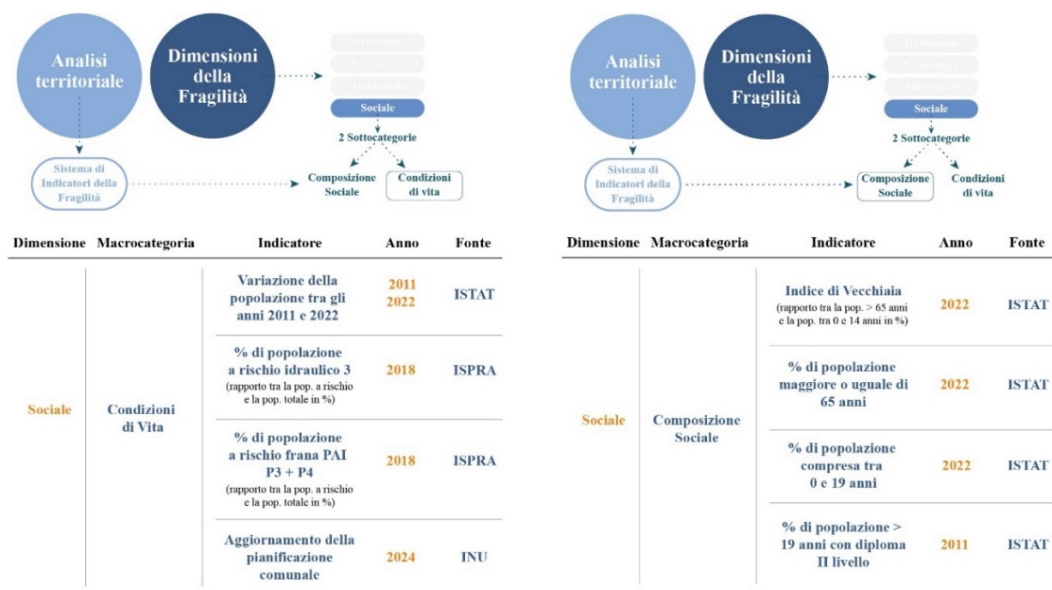 Analisi
territoriale
Dimensioni
della
Fragilità
Sociale
2 Sottocategorie
Sistema di
Indicatori della
Fragilità
Composizione
Sociale
Condizioni
di vita
Dimensione Macrocategoria Indicatore Anno Fonte
Variazione della
popolazione tra gli
anni 2011 e 2022
2011
2022
ISTAT
% di popolazione
a rischio idraulico 3
(rapporto tra la pop. a rischio
e la pop. totale in %)
2018
ISPRA
Sociale
Condizioni
di Vita
% di popolazione
a rischio frana PAI
P3 + P4
(rapporto tra la pop. a rischio
e la pop. totale in %)
2018
ISPRA
Aggiornamento della
pianificazione
comunale
2024
INU
Analisi
territoriale
Dimensioni
della
Fragilità
Sociale
2 Sottocategorie
Sistema di
Indicatori della
Fragilità
Composizione
Sociale
Condizioni
di vita
Dimensione Macrocategoria Indicatore Anno Fonte
Indice di Vecchiaia
(rapporto tra la pop. > 65 anni
e la pop. tra 0 e 14 anni in %)
2022
ISTAT
% di popolazione
maggiore o uguale di
65 anni
2022
ISTAT
Sociale
Composizione
Sociale
% di popolazione
compresa tra
0 e 19 anni
2022
ISTAT
% di popolazione >
19 anni con diploma
II livello
2011
ISTAT